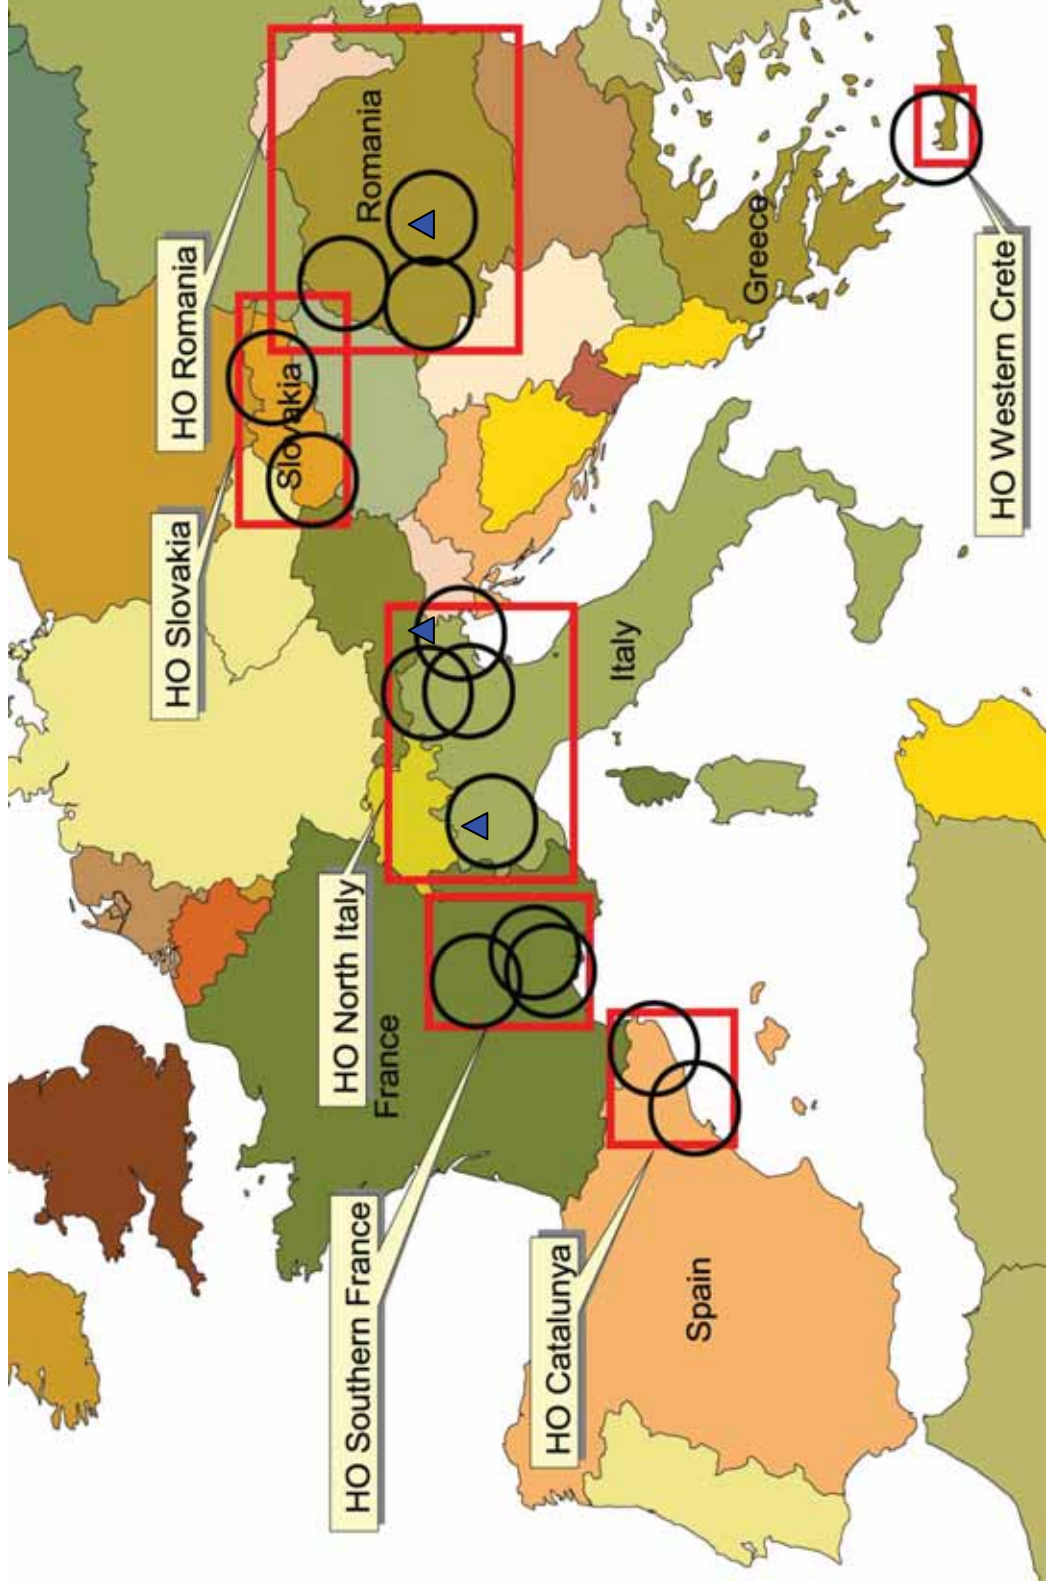 HO Romania
HO Slovakia
Romania
Slovakia
HO North Italy
HO Southern France
France
HO Catalunya
Italy
Spain
Greece
HO Western Crete